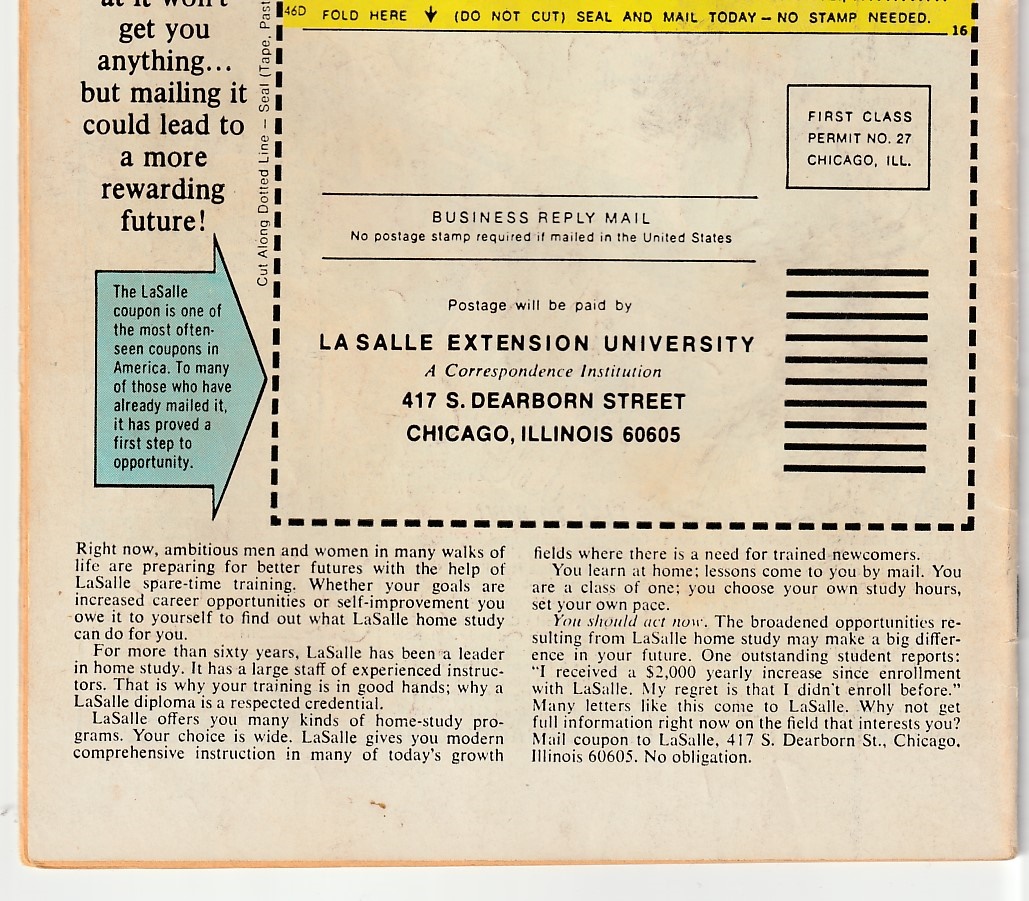 at it won't
get you
anything...
but mailing it
could lead to
a more
rewarding
future!
The LaSalle
coupon is one of
the most often-
seen coupons in
America. To many
of those who have
already mailed it,
it has proved a
first step to
opportunity.
Cut Along Dotted Line — Seal (Tape, Past
46D FOLD HERE (DO NOT CUT) SEAL AND MAIL TODAY – NO STAMP NEEDED.
16
FIRST CLASS
PERMIT NO. 27
CHICAGO, ILL.
BUSINESS REPLY MAIL
No postage stamp required if mailed in the United States
Postage will be paid by
LA SALLE EXTENSION UNIVERSITY
A Correspondence Institution
417 S. DEARBORN STREET
CHICAGO, ILLINOIS 60605
Right now, ambitious men and women in many walks of
life are preparing for better futures with the help of
LaSalle spare-time training. Whether your goals are
increased career opportunities or self-improvement you
owe it to yourself to find out what LaSalle home study
can do for you.
For more than sixty years, LaSalle has been a leader
in home study. It has a large staff of experienced instruc-
tors. That is why your training is in good hands; why a
LaSalle diploma is a respected credential.
LaSalle offers you many kinds of home-study pro-
grams. Your choice is wide. LaSalle gives you modern
comprehensive instruction in many of today's growth
fields where there is a need for trained newcomers.
You learn at home; lessons come to you by mail. You
are a class of one; you choose your own study hours,
set your own pace.
You should act now. The broadened opportunities re-
sulting from LaSalle home study may make a big differ-
ence in your future. One outstanding student reports:
"I received a $2,000 yearly increase since enrollment
with LaSalle. My regret is that I didn't enroll before."
Many letters like this come to LaSalle. Why not get
full information right now on the field that interests you?
Mail coupon to LaSalle, 417 S. Dearborn St., Chicago,
Illinois 60605. No obligation.